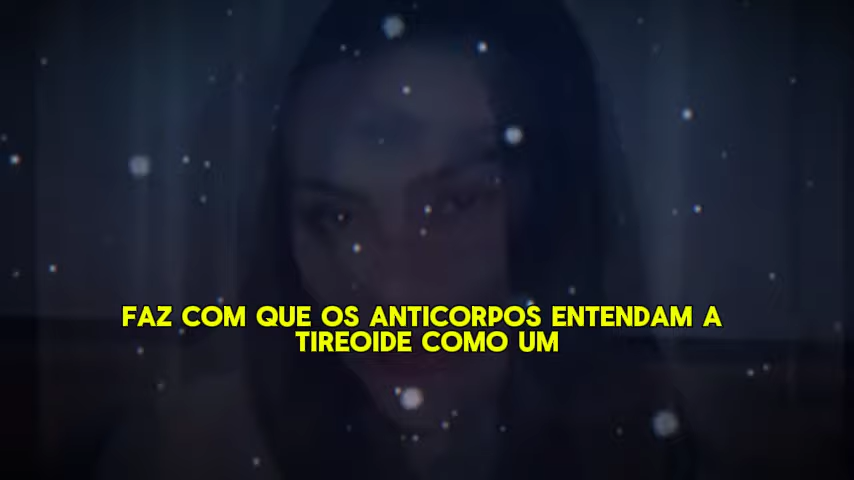 FAZ COM QUE OS ANTICORPOS ENTENDAM A
TIREOIDE COMO UM